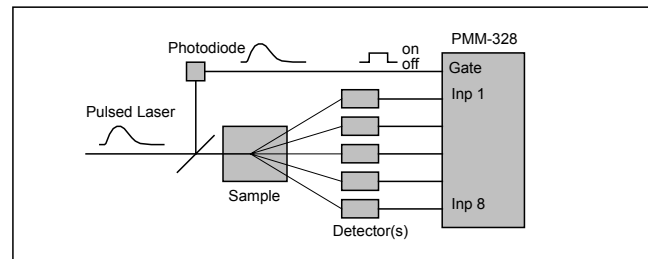 PMM-328
Photodiode
on
off
Gate
Inp 1
Pulsed Laser
Sample
Inp 8
Detector(s)